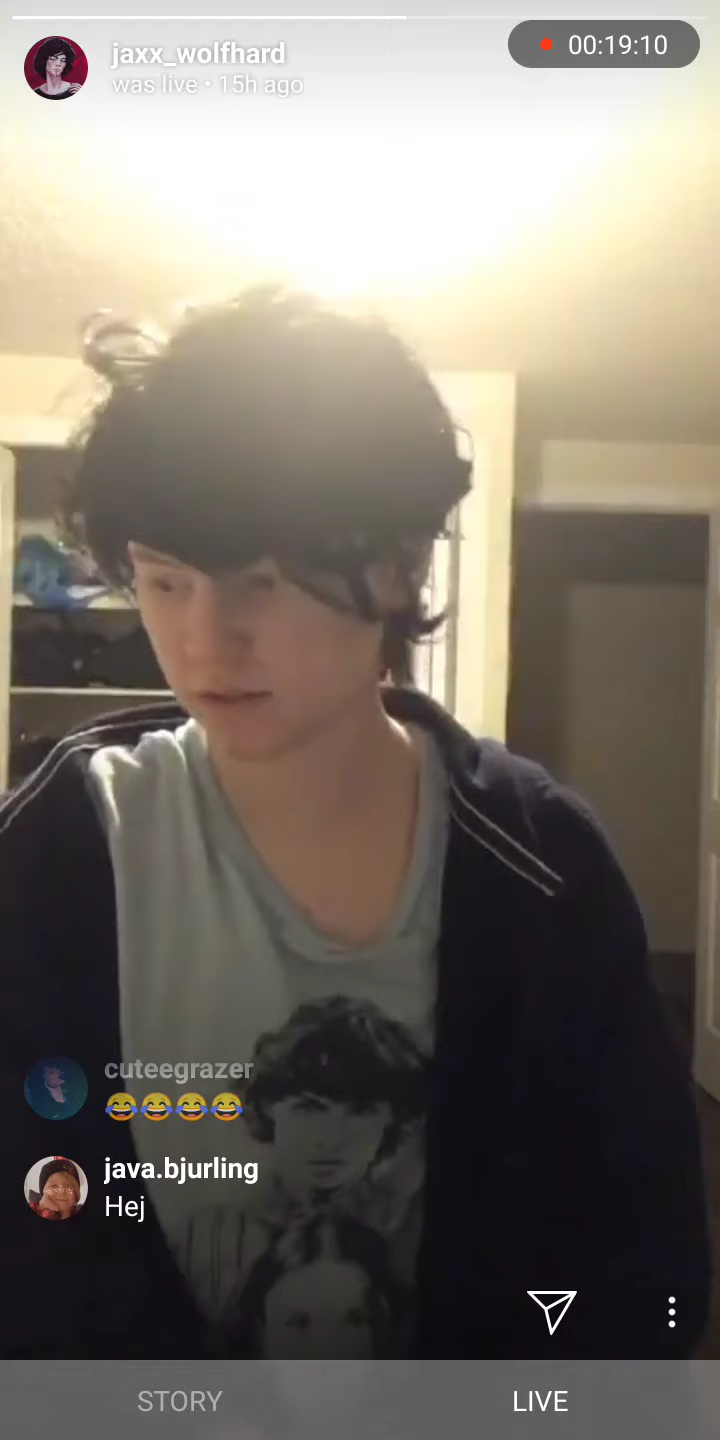 jaxx_wolfhard
was live • 15h ago
00:19:10
cuteegrazer
😂😂😂😂
java.bjurling
Hej
STORY
LIVE